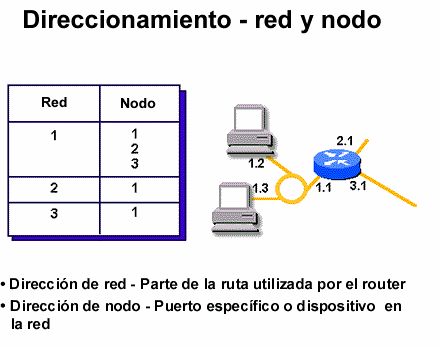 Direccionamiento - red y nodo
Red Nodo
1 1
2
3
2 1
3 1
1.2
1.3
1.1
2.1
3.1
• Dirección de red - Parte de la ruta utilizada por el router
• Dirección de nodo - Puerto específico o dispositivo en
la red